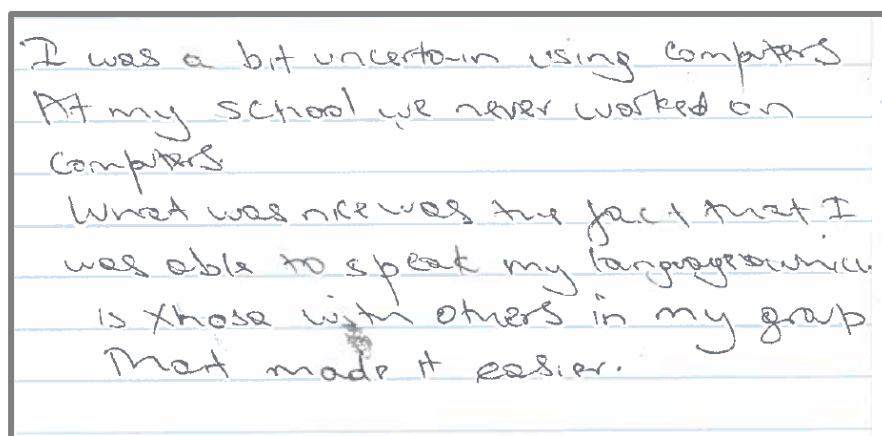 I was a bit uncertain using computers
At my school we never worked on
computers.
What was nice was the fact that I
was able to speak my language which
is Xhosa with others in my group
That made it easier.